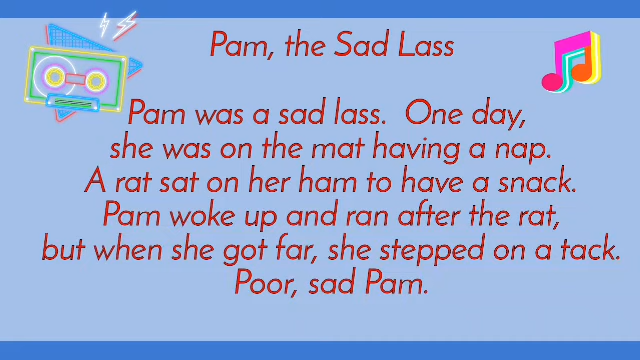 Pam, the Sad Lass
Pam was a sad lass.  One day,
she was on the mat having a nap.
A rat sat on her ham to have a snack.
Pam woke up and ran after the rat,
but when she got far, she stepped on a tack.
Poor, sad Pam.